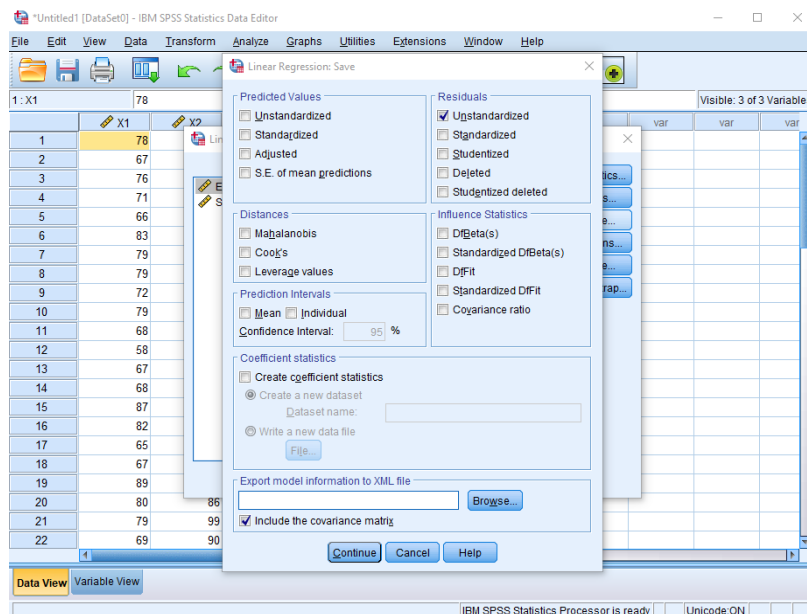 *Untitled1 [DataSet0] - IBM SPSS Statistics Data Editor
File Edit View Data Transform Analyze Graphs Utilities Extensions Window Help
1 : X1 78 Visible: 3 of 3 Variable
X1 X2 var var var
1 78
2 67
3 76
4 71
5 66
6 83
7 79
8 79
9 72
10 79
11 68
12 58
13 67
14 68
15 87
16 82
17 65
18 67
19 89
20 80 86
21 79 99
22 69 90
Lin
E
S
tics...
s...
e...
ns...
e...
rap...
Linear Regression: Save
Predicted Values
Unstandardized
Standardized
Adjusted
S.E. of mean predictions
Residuals
Unstandardized
Standardized
Studentized
Deleted
Studentized deleted
Distances
Mahalanobis
Cook's
Leverage values
Influence Statistics
DfBeta(s)
Standardized DfBeta(s)
DfFit
Standardized DfFit
Covariance ratio
Prediction Intervals
Mean Individual
Confidence Interval: 95 %
Coefficient statistics
Create coefficient statistics
Create a new dataset
Dataset name:
Write a new data file
File...
Export model information to XML file
Browse...
Include the covariance matrix
Continue Cancel Help
Data View Variable View
IBM SPSS Statistics Processor is ready Unicode:ON